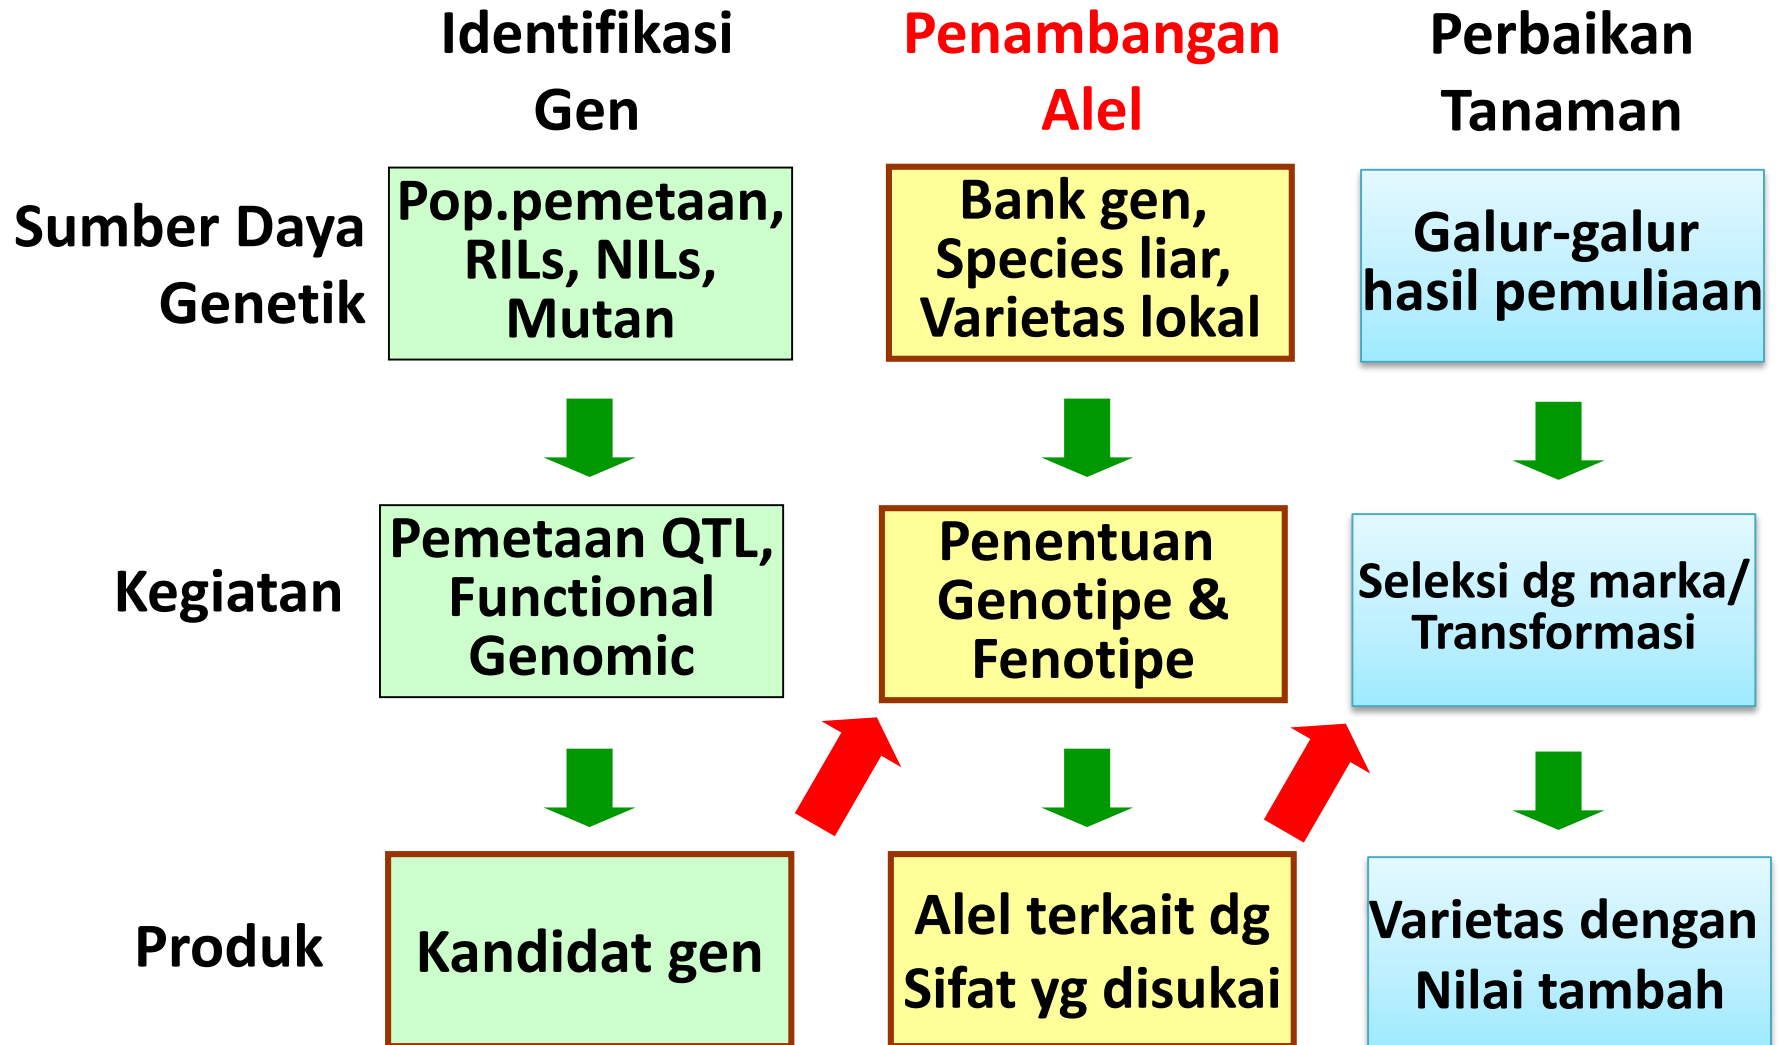 Identifikasi
Gen
Penambangan
Alel
Perbaikan
Tanaman
Sumber Daya
Genetik
Pop.pemetaan,
RILs, NILs,
Mutan
Bank gen,
Species liar,
Varietas lokal
Galur-galur
hasil pemuliaan
Kegiatan
Pemetaan QTL,
Functional
Genomic
Penentuan
Genotipe &
Fenotipe
Seleksi dg marka/
Transformasi
Produk
Kandidat gen
Alel terkait dg
Sifat yg disukai
Varietas dengan
Nilai tambah